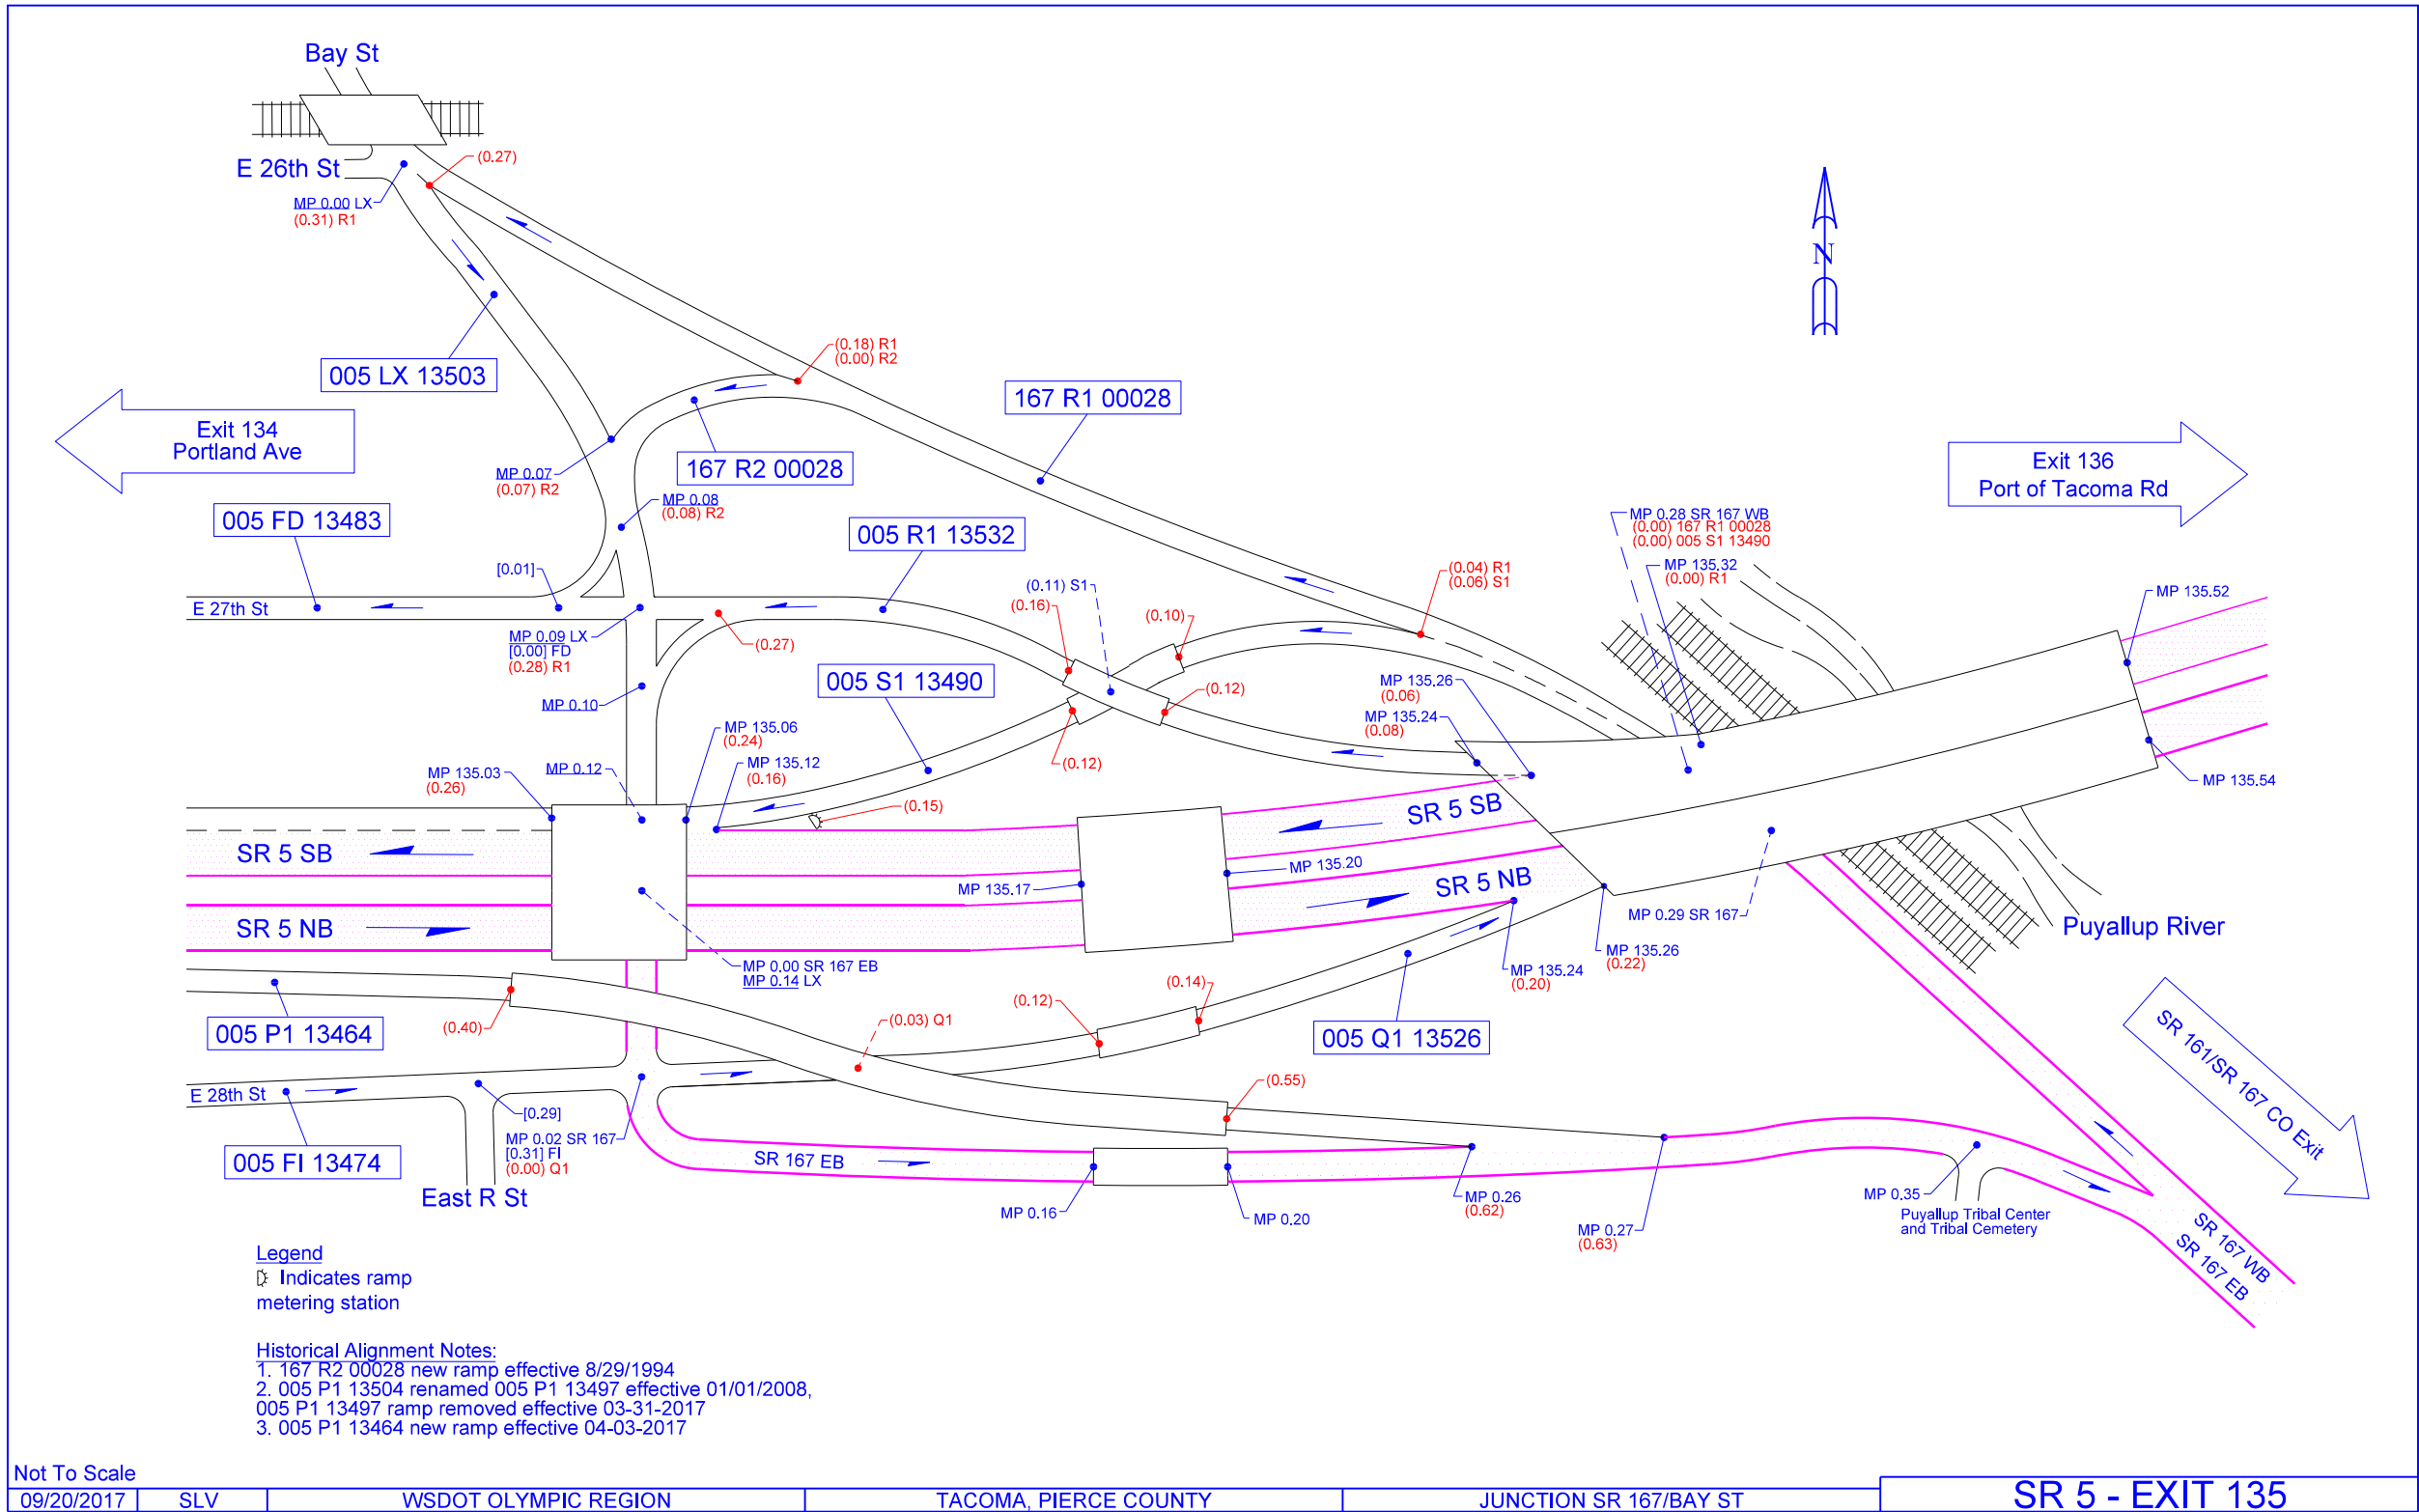 Bay St
E 26th St
(0.27)
MP 0.00 LX
(0.31) R1
005 LX 13503
(0.18) R1
(0.00) R2
167 R1 00028
Exit 134
Portland Ave
Exit 136
Port of Tacoma Rd
167 R2 00028
MP 0.07
(0.07) R2
MP 0.08
(0.08) R2
005 FD 13483
005 R1 13532
MP 0.28 SR 167 WB
(0.00) 167 R1 00028
(0.00) 005 S1 13490
MP 135.32
(0.00) R1
N
[0.01]
E 27th St
(0.11) S1
(0.16)
(0.10)
(0.04) R1
(0.06) S1
MP 135.52
MP 0.09 LX
[0.00] FD
(0.28) R1
(0.27)
005 S1 13490
(0.12)
MP 135.26
(0.06)
MP 135.24
(0.08)
MP 0.10
MP 135.06
(0.24)
MP 135.12
(0.16)
(0.12)
MP 135.03
(0.26)
MP 0.12
(0.15)
MP 135.54
SR 5 SB
SR 5 SB
MP 135.20
MP 135.17
SR 5 NB
SR 5 NB
MP 0.29 SR 167
Puyallup River
MP 135.26
(0.22)
MP 135.24
(0.20)
MP 0.00 SR 167 EB
MP 0.14 LX
(0.14)
(0.12)
005 P1 13464
(0.40)
(0.03) Q1
005 Q1 13526
SR 161/SR 167 CO Exit
E 28th St
[0.29]
(0.55)
MP 0.02 SR 167
[0.31] FI
(0.00) Q1
005 FI 13474
East R St
SR 167 EB
MP 0.16
MP 0.20
MP 0.26
(0.62)
MP 0.27
(0.63)
MP 0.35
Puyallup Tribal Center
and Tribal Cemetery
SR 167 WB
SR 167 EB
Legend
Indicates ramp
metering station
Historical Alignment Notes:
1. 167 R2 00028 new ramp effective 8/29/1994
2. 005 P1 13504 renamed 005 P1 13497 effective 01/01/2008,
005 P1 13497 ramp removed effective 03-31-2017
3. 005 P1 13464 new ramp effective 04-03-2017
Not To Scale
09/20/2017 SLV WSDOT OLYMPIC REGION TACOMA, PIERCE COUNTY JUNCTION SR 167/BAY ST SR 5 - EXIT 135